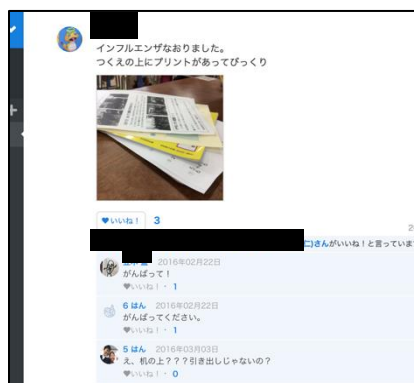 インフルエンザなおりました。
つくえの上にプリントがあってびっくり
いいね! 3
仁)さんがいいね!と言っています
2016年02月22日
がんばって!
いいね!・ 1
6 はん 2016年02月22日
がんばってください。
いいね!・ 1
5 はん 2016年03月03日
え、机の上???引き出しじゃないの?
いいね!・ 0